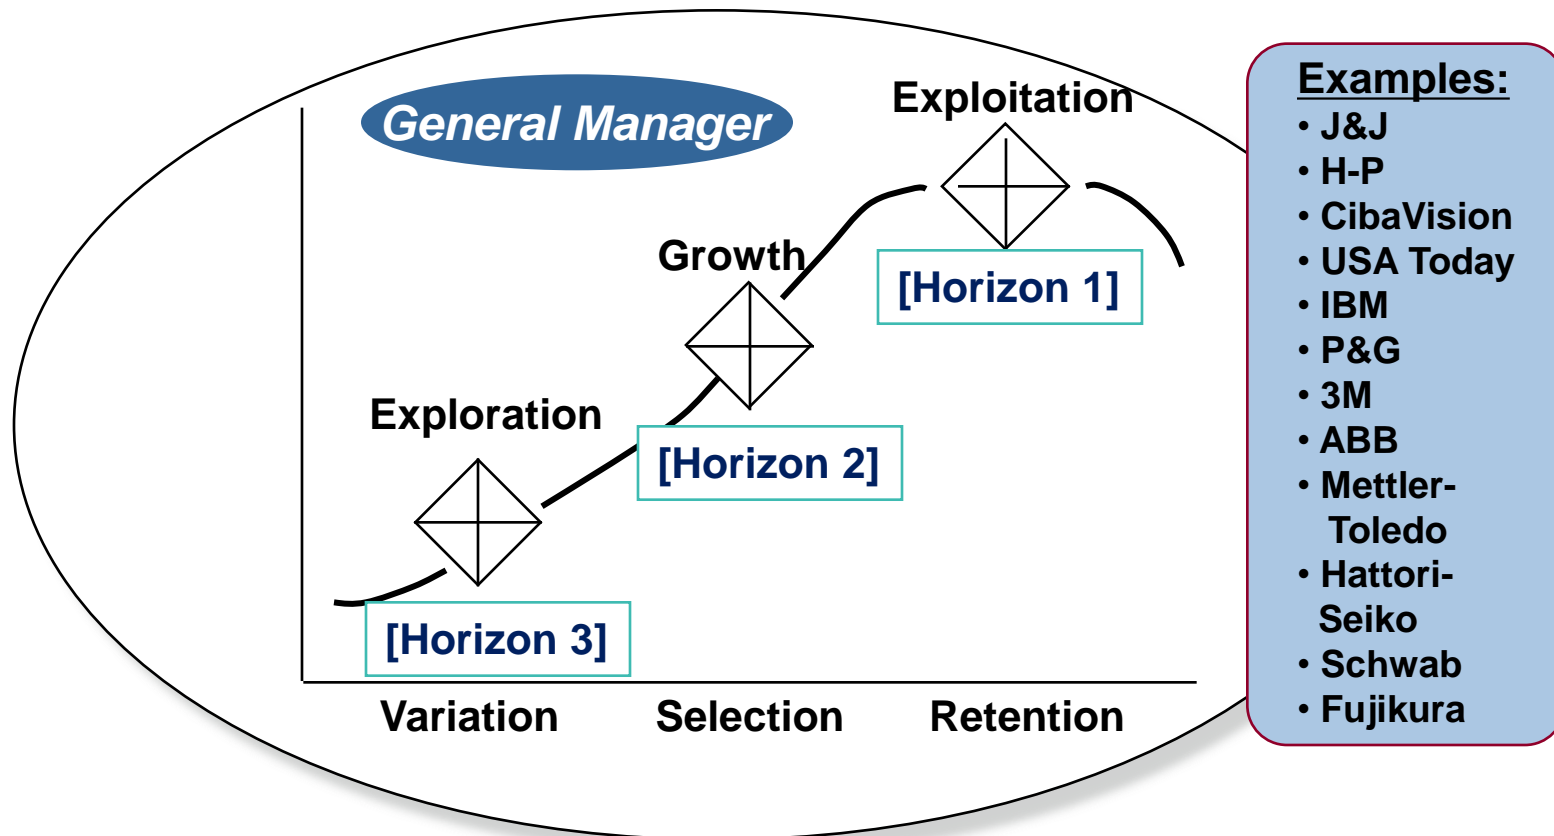 General Manager
Exploitation
Growth
[Horizon 1]
Exploration
[Horizon 2]
[Horizon 3]
Variation
Selection
Retention
Examples:
• J&J
• H-P
• CibaVision
• USA Today
• IBM
• P&G
• 3M
• ABB
• Mettler-
Toledo
• Hattori-
Seiko
• Schwab
• Fujikura